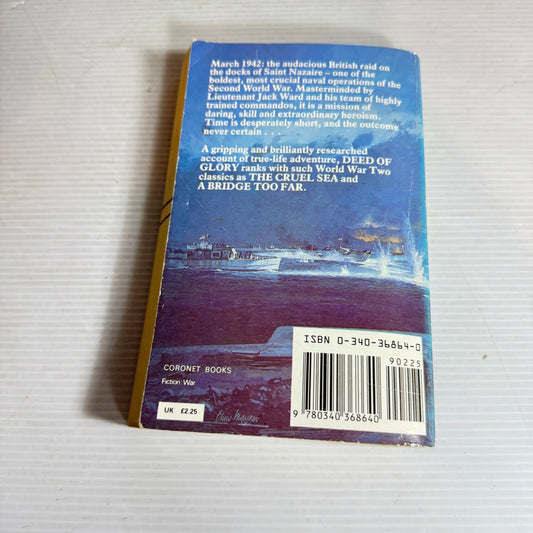 March 1942: the audacious British raid on
the docks of Saint Nazaire – one of the
boldest, most crucial naval operations of the
Second World War. Masterminded by
Lieutenant Jack Ward and his team of highly
trained commandos, it is a mission of
daring, skill and extraordinary heroism.
Time is desperately short, and the outcome
never certain . . .
A gripping and brilliantly researched
account of true-life adventure, DEED OF
GLORY ranks with such World War Two
classics as THE CRUEL SEA and
A BRIDGE TOO FAR.
ISBN 0-340-36864-0
90225
9 780340 368640
CORONET BOOKS
Fiction: War
UK £2.25